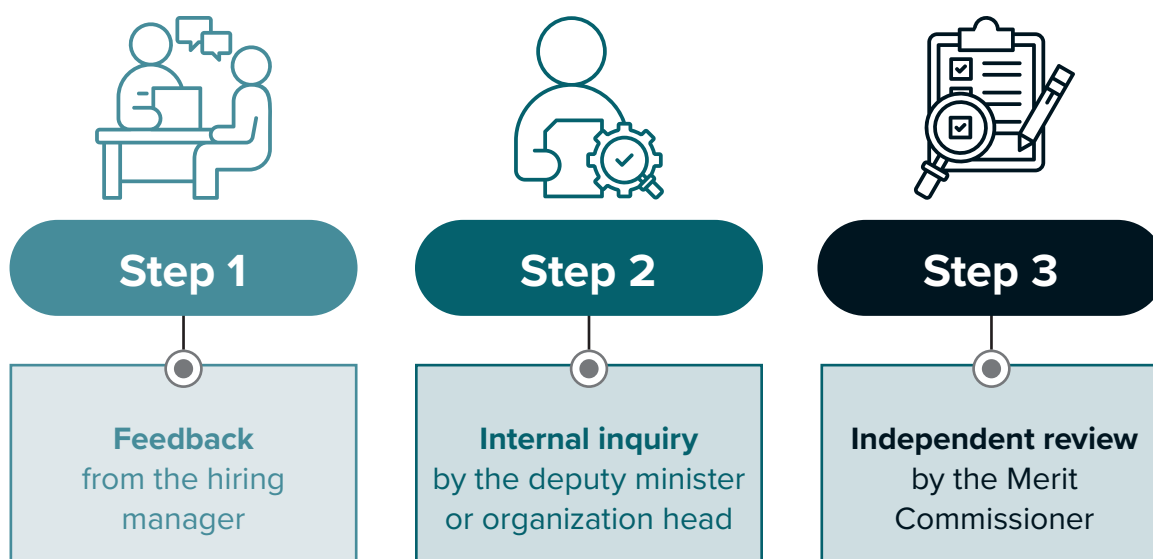 Step 1
Step 2
Step 3
Feedback
from the hiring
manager
Internal inquiry
by the deputy minister
or organization head
Independent review
by the Merit
Commissioner